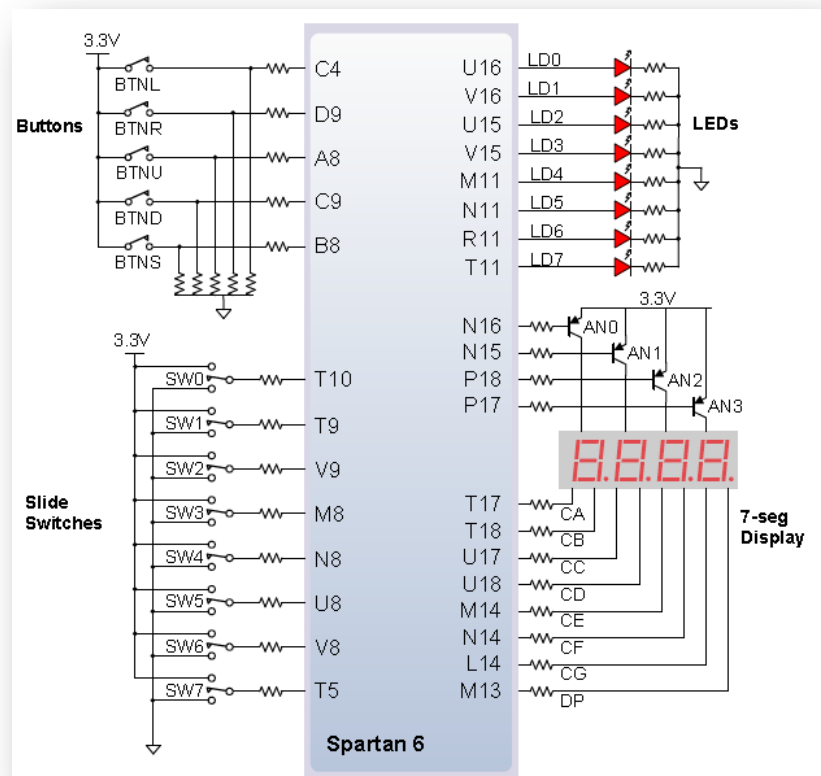 3.3V
BTNL
BTNR
BTNU
BTND
BTNS
Buttons
C4
D9
A8
C9
B8
U16 LD0
V16 LD1
U15 LD2
V15 LD3
M11 LD4
N11 LD5
R11 LD6
T11 LD7
LEDs
3.3V
N16 AN0
N15 AN1
P18 AN2
P17 AN3
3.3V
SW0 T10
SW1 T9
SW2 V9
SW3 M8
SW4 N8
SW5 U8
SW6 V8
SW7 T5
Slide
Switches
8.8.8.8.
T17 CA
T18 CB
U17 CC
U18 CD
M14 CE
N14 CF
L14 CG
M13 DP
7-seg
Display
Spartan 6